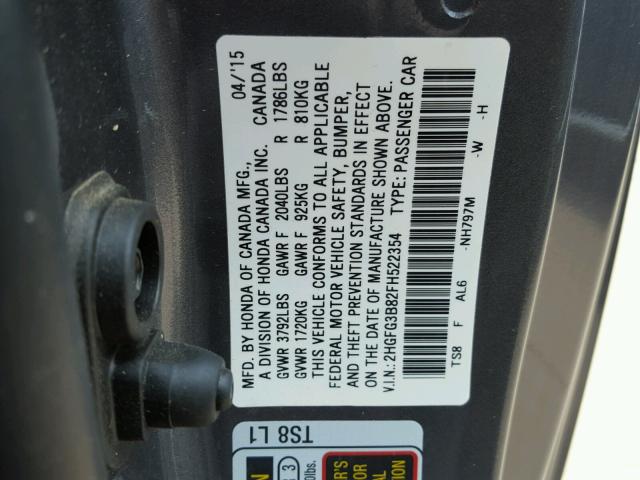 MFD. BY HONDA OF CANADA MFG., 04/'15
A DIVISION OF HONDA CANADA INC. CANADA
GVWR 3792LBS GAWR F 2040LBS R 1786LBS
GVWR 1720KG GAWR F 925KG R 810KG
THIS VEHICLE CONFORMS TO ALL APPLICABLE
FEDERAL MOTOR VEHICLE SAFETY, BUMPER,
AND THEFT PREVENTION STANDARDS IN EFFECT
ON THE DATE OF MANUFACTURE SHOWN ABOVE.
V.I.N.: 2HGFG3B82FH522354 TYPE: PASSENGER CAR
TS8 F AL6 -NH797M -W -H
TS8 L1
3
lbs.